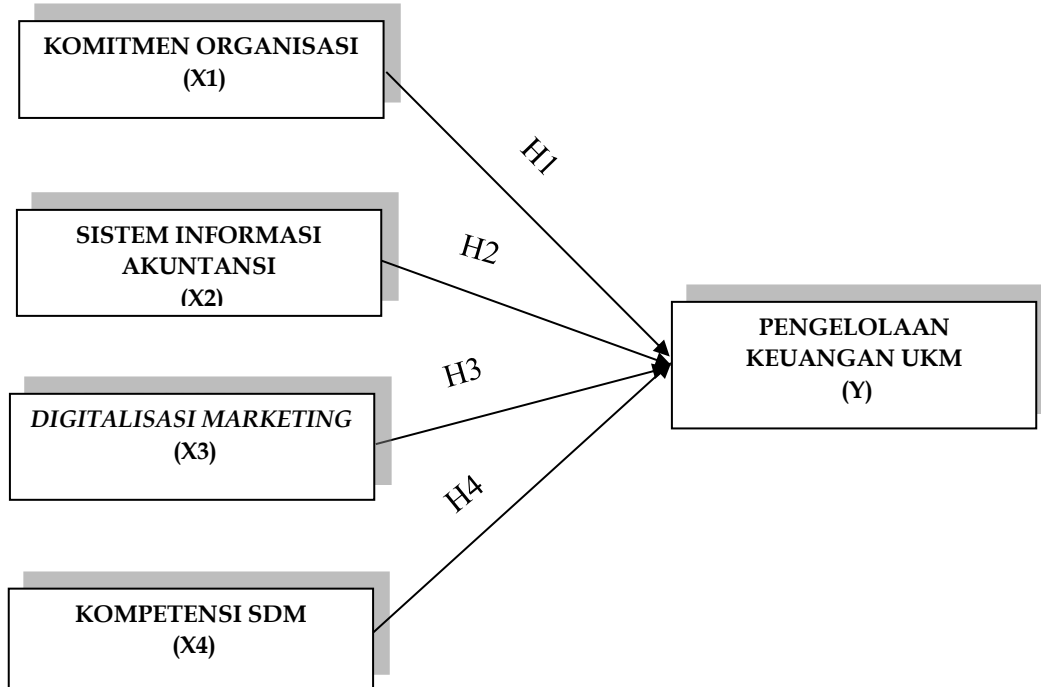 KOMITMEN ORGANISASI
(X1)
H1
SISTEM INFORMASI
AKUNTANSI
(X2)
H2
PENGELOLAAN
KEUANGAN UKM
(Y)
H3
DIGITALISASI MARKETING
(X3)
H4
KOMPETENSI SDM
(X4)